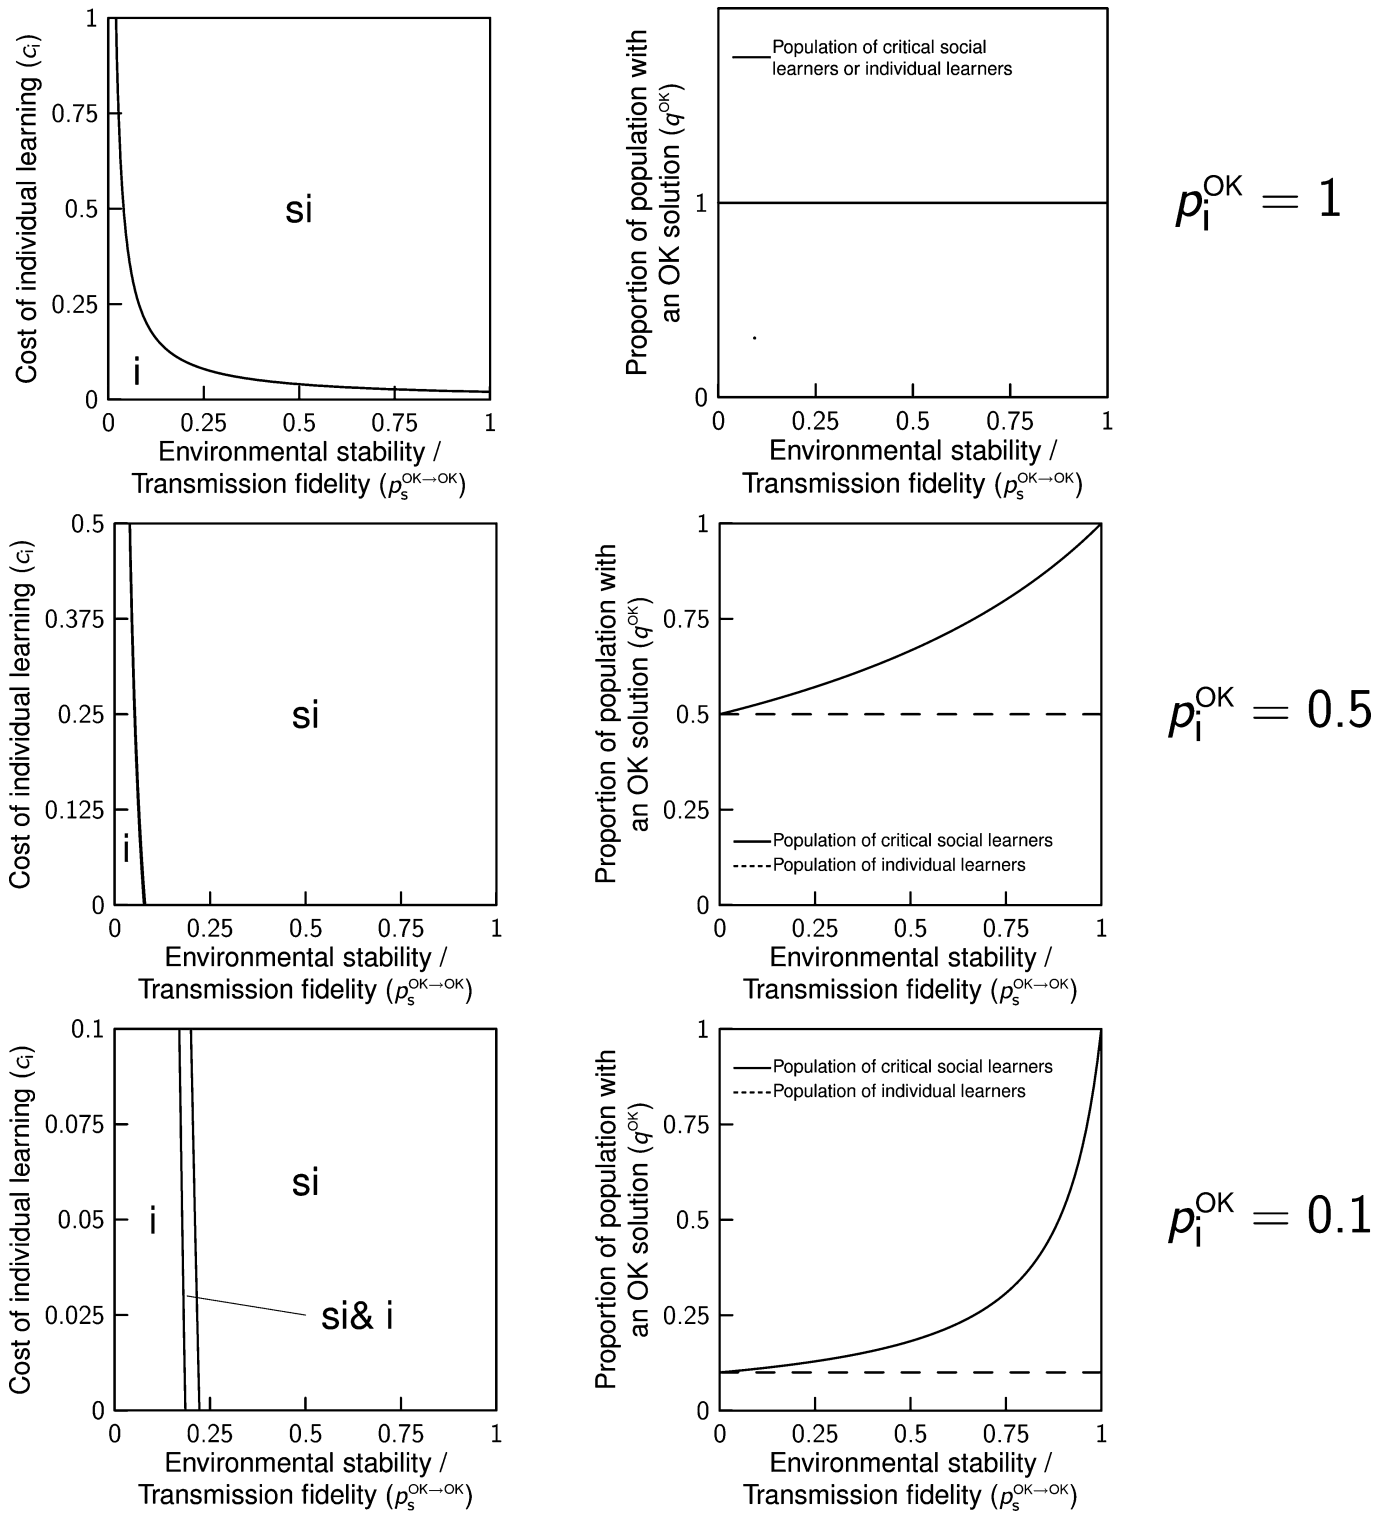 Cost of individual learning (ci)
1
0.75
0.5
0.25
0
si
i
0 0.25 0.5 0.75 1
Environmental stability /
Transmission fidelity (psOK→OK)
Proportion of population with
an OK solution (qOK)
Population of critical social
learners or individual learners
1
0
0 0.25 0.5 0.75 1
Environmental stability /
Transmission fidelity (psOK→OK)
piOK = 1
Cost of individual learning (ci)
0.5
0.375
0.25
0.125
0
si
i
0 0.25 0.5 0.75 1
Environmental stability /
Transmission fidelity (psOK→OK)
Proportion of population with
an OK solution (qOK)
1
0.75
0.5
0.25
0
Population of critical social learners
Population of individual learners
0 0.25 0.5 0.75 1
Environmental stability /
Transmission fidelity (psOK→OK)
piOK = 0.5
Cost of individual learning (ci)
0.1
0.075
0.05
0.025
0
si
i
si& i
0 0.25 0.5 0.75 1
Environmental stability /
Transmission fidelity (psOK→OK)
Proportion of population with
an OK solution (qOK)
1
0.75
0.5
0.25
0
Population of critical social learners
Population of individual learners
0 0.25 0.5 0.75 1
Environmental stability /
Transmission fidelity (psOK→OK)
piOK = 0.1